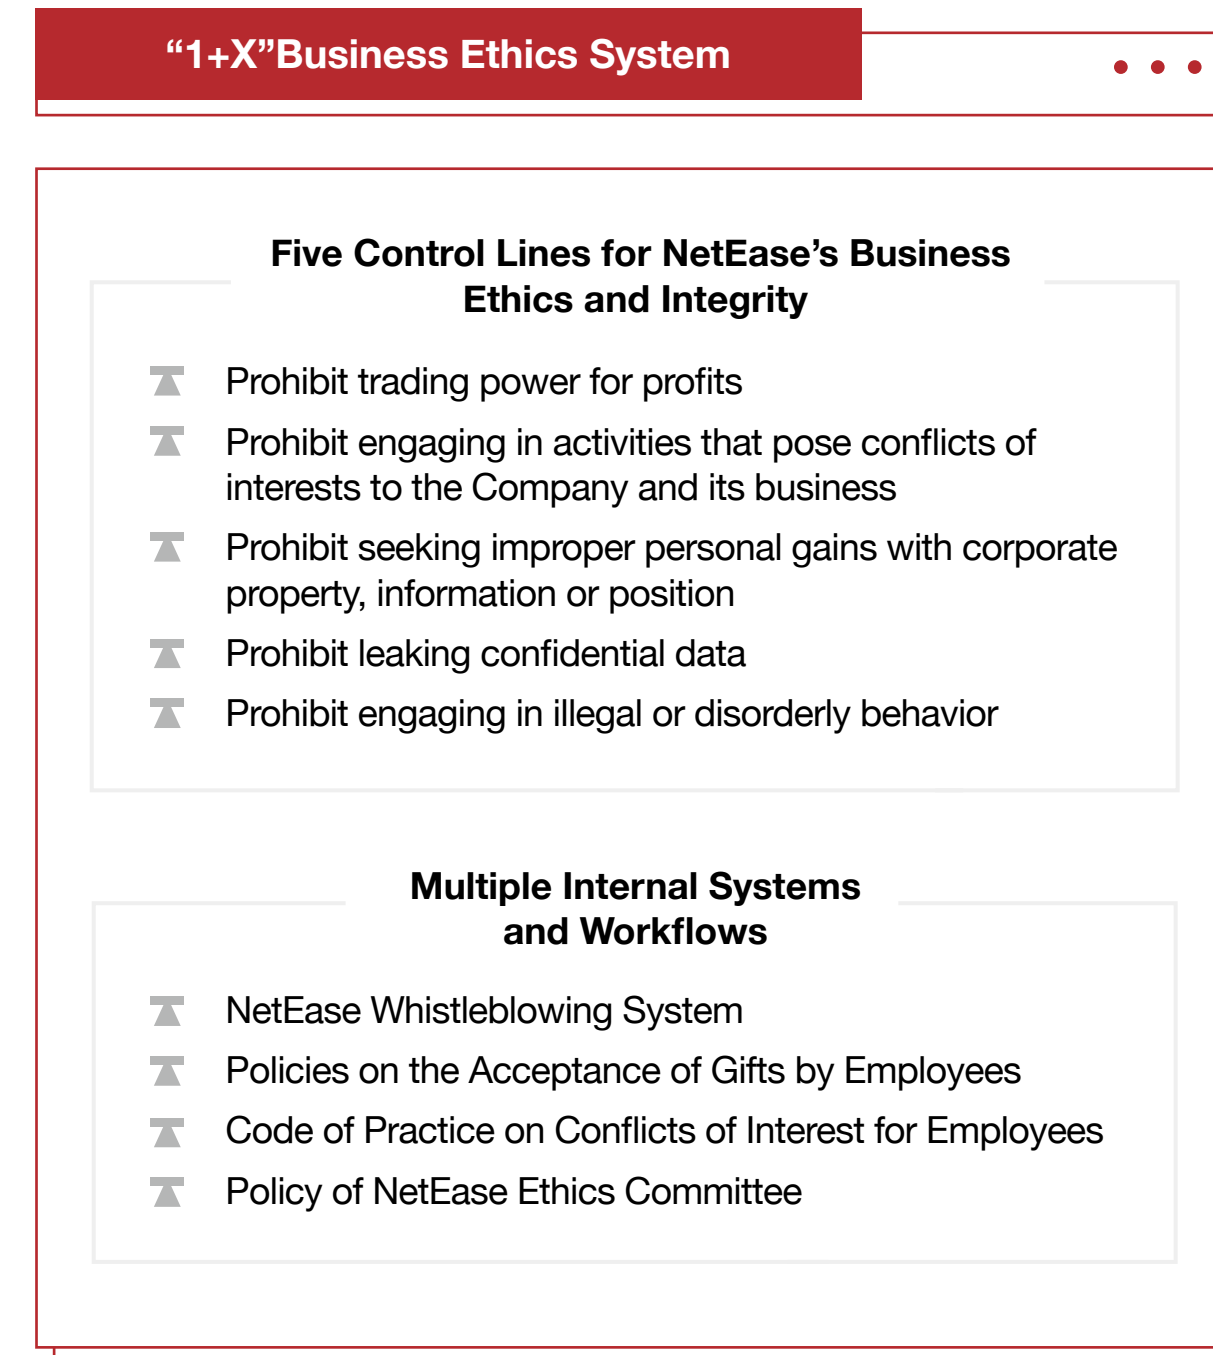 “1+X”Business Ethics System
Five Control Lines for NetEase’s Business
Ethics and Integrity
Prohibit trading power for profits
Prohibit engaging in activities that pose conflicts of
interests to the Company and its business
Prohibit seeking improper personal gains with corporate
property, information or position
Prohibit leaking confidential data
Prohibit engaging in illegal or disorderly behavior
Multiple Internal Systems
and Workflows
NetEase Whistleblowing System
Policies on the Acceptance of Gifts by Employees
Code of Practice on Conflicts of Interest for Employees
Policy of NetEase Ethics Committee